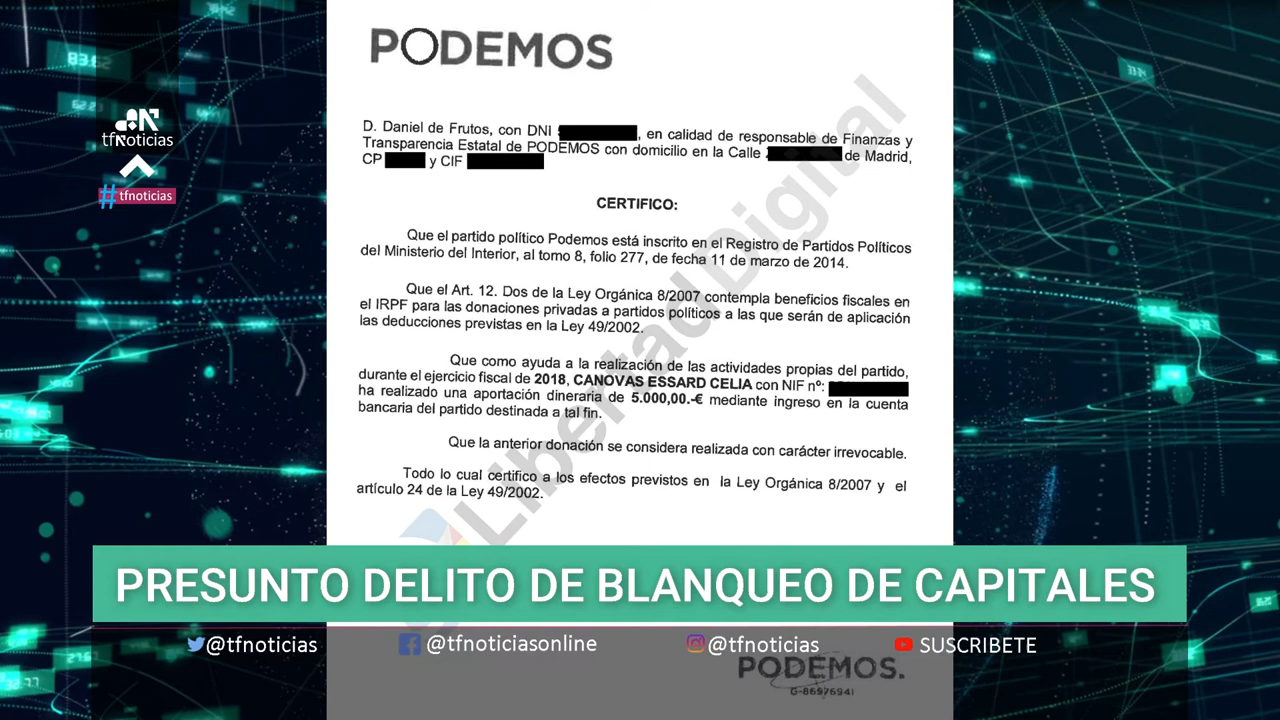 PODEMOS
83.62
62.23
33.14
tfNoticias
#tfnoticias
D. Daniel de Frutos, con DNI , en calidad de responsable de Finanzas y
Transparencia Estatal de PODEMOS con domicilio en la Calle de Madrid,
CP y CIF
CERTIFICO:
Que el partido político Podemos está inscrito en el Registro de Partidos Políticos
del Ministerio del Interior, al tomo 8, folio 277, de fecha 11 de marzo de 2014.
Que el Art. 12. Dos de la Ley Orgánica 8/2007 contempla beneficios fiscales en
el IRPF para las donaciones privadas a partidos políticos a las que serán de aplicación
las deducciones previstas en la Ley 49/2002.
Que como ayuda a la realización de las actividades propias del partido,
durante el ejercicio fiscal de 2018, CANOVAS ESSARD CELIA con NIF nº:
ha realizado una aportación dineraria de 5.000,00.-€ mediante ingreso en la cuenta
bancaria del partido destinada a tal fin.
Que la anterior donación se considera realizada con carácter irrevocable.
Todo lo cual certifico a los efectos previstos en la Ley Orgánica 8/2007 y el
artículo 24 de la Ley 49/2002.
Libertad Digital
PRESUNTO DELITO DE BLANQUEO DE CAPITALES
@tfnoticias @tfnoticiasonline @tfnoticias SUSCRIBETE
PODEMOS.
G-86976941